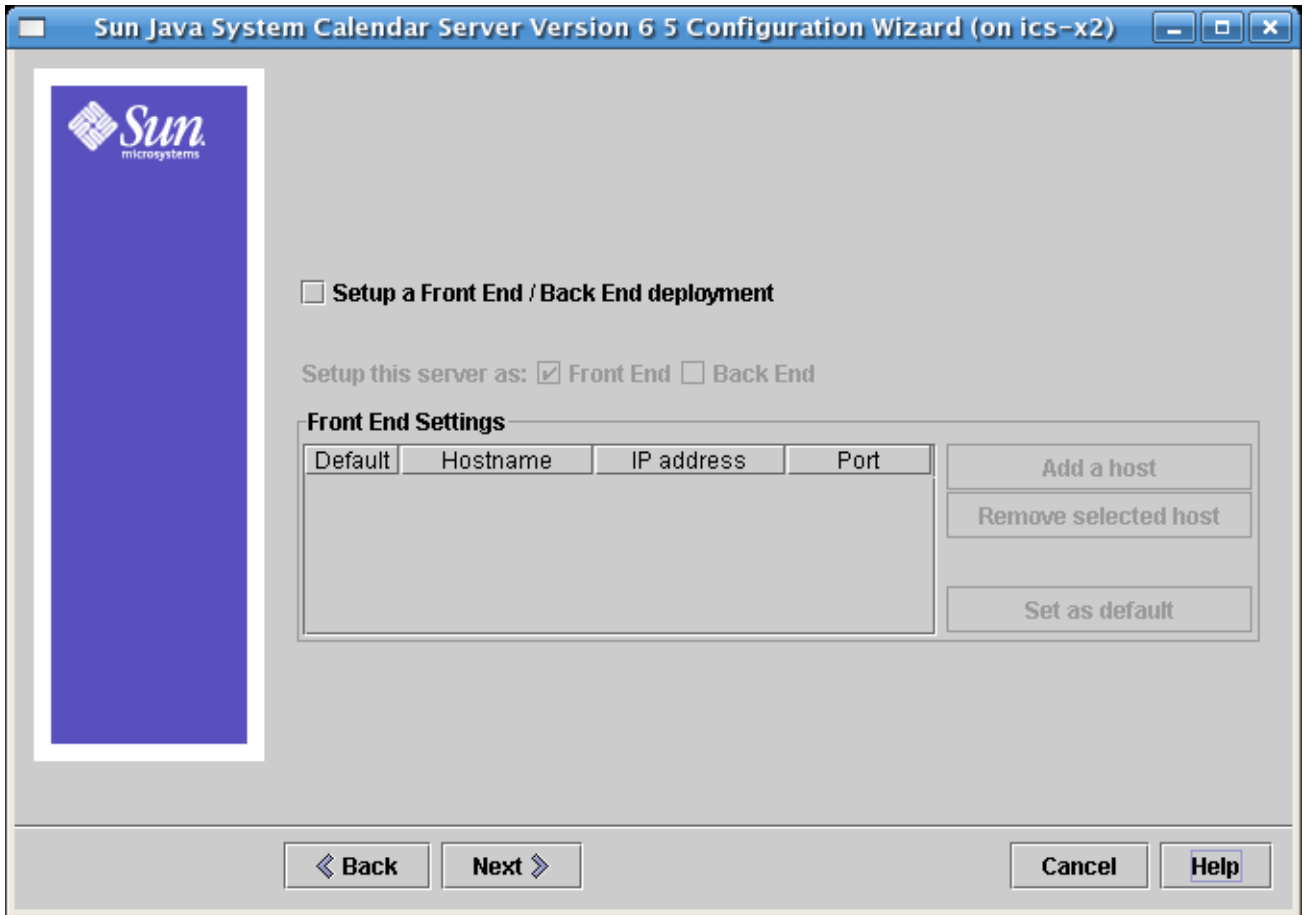 Sun Java System Calendar Server Version 6 5 Configuration Wizard (on ics-x2)
Sun
microsystems
Setup a Front End / Back End deployment
Setup this server as: Front End Back End
Front End Settings
Default Hostname IP address Port
Add a host
Remove selected host
Set as default
Back Next Cancel Help